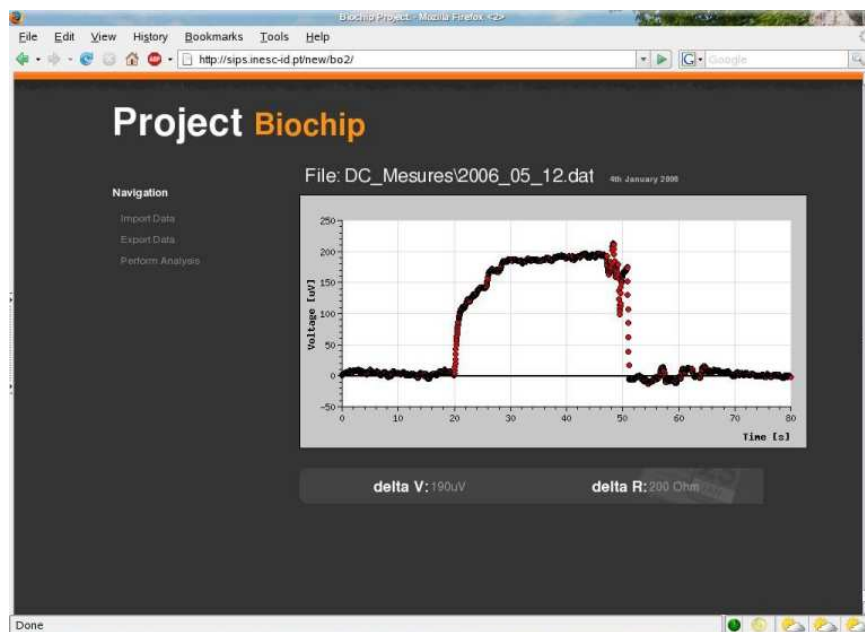 Biochip Project - Mozilla Firefox <2>
File Edit View History Bookmarks Tools Help
http://sips.inesc-id.pt/new/bo2/
Google
Project Biochip
File: DC_Mesures\2006_05_12.dat
4th January 2006
Navigation
Import Data
Export Data
Perform Analysis
Voltage [uV]
250
200
150
100
50
0
-50
0 10 20 30 40 50 60 70 80
Time [s]
delta V: 190uV
delta R: 200 Ohm
Done